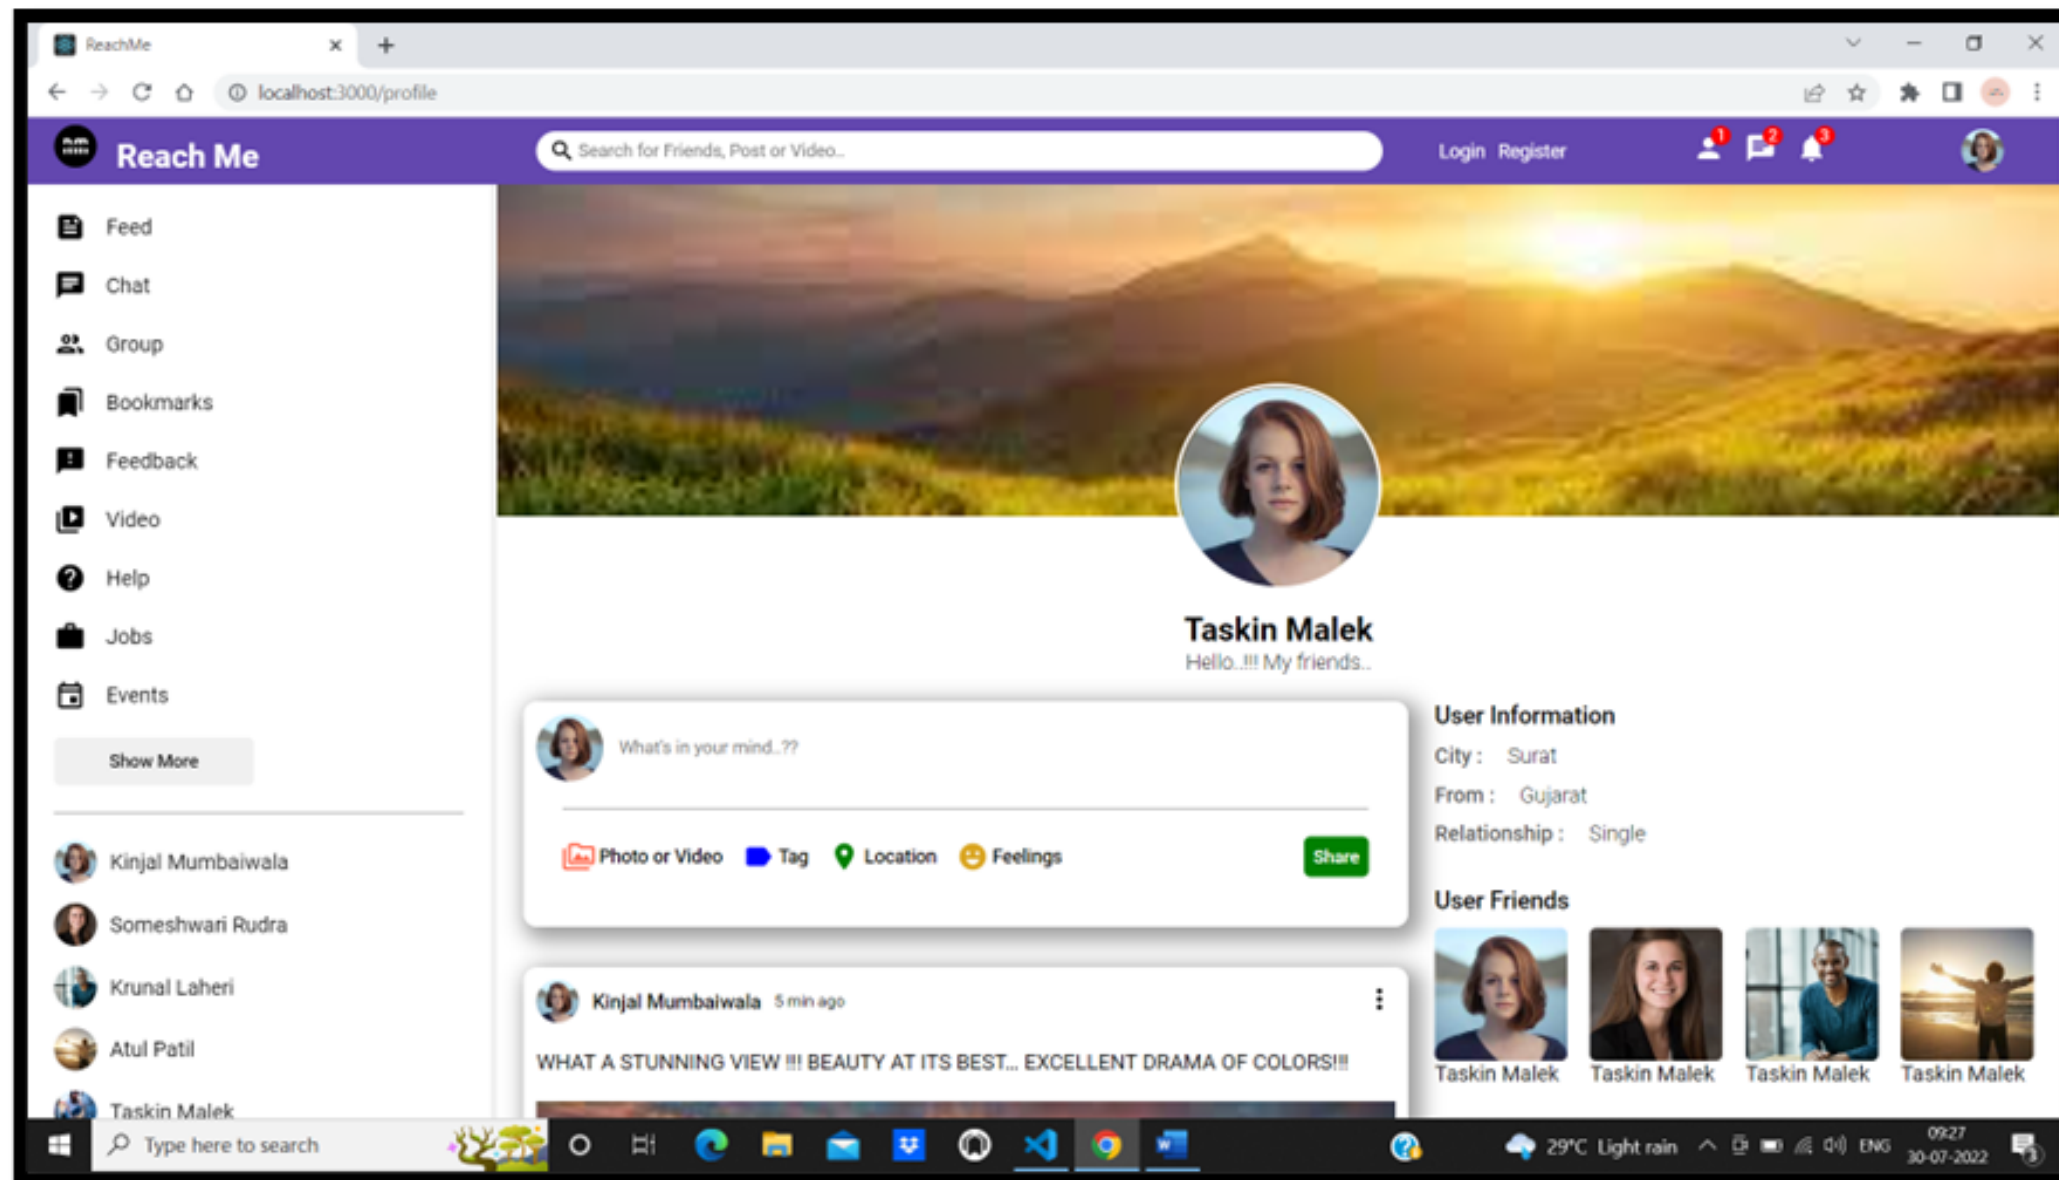 ReachMe
localhost:3000/profile
Reach Me
Search for Friends, Post or Video..
Login Register
1
2
3
Feed
Chat
Group
Bookmarks
Feedback
Video
Help
Jobs
Events
Show More
Kinjal Mumbaiwala
Someshwari Rudra
Krunal Laheri
Atul Patil
Taskin Malek
Taskin Malek
Hello..!!! My friends..
What's in your mind..??
Photo or Video Tag Location Feelings Share
Kinjal Mumbaiwala 5 min ago
WHAT A STUNNING VIEW !!! BEAUTY AT ITS BEST... EXCELLENT DRAMA OF COLORS!!!
User Information
City : Surat
From : Gujarat
Relationship : Single
User Friends
Taskin Malek Taskin Malek Taskin Malek Taskin Malek
Type here to search
29°C Light rain ENG
09:27
30-07-2022
3